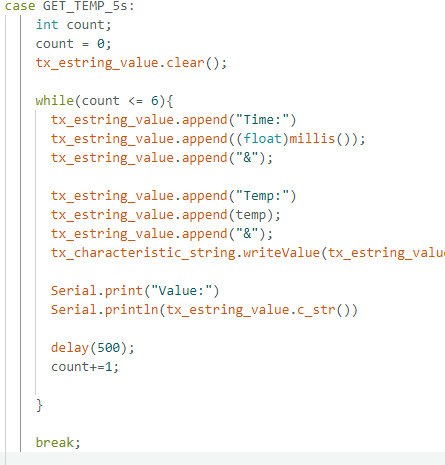 case GET_TEMP_5s:
int count;
count = 0;
tx_estring_value.clear();
while(count <= 6){
tx_estring_value.append("Time:")
tx_estring_value.append((float)millis());
tx_estring_value.append("&");
tx_estring_value.append("Temp:")
tx_estring_value.append(temp);
tx_estring_value.append("&");
tx_characteristic_string.writeValue(tx_estring_valu
Serial.print("Value:")
Serial.println(tx_estring_value.c_str())
delay(500);
count+=1;
}
break;